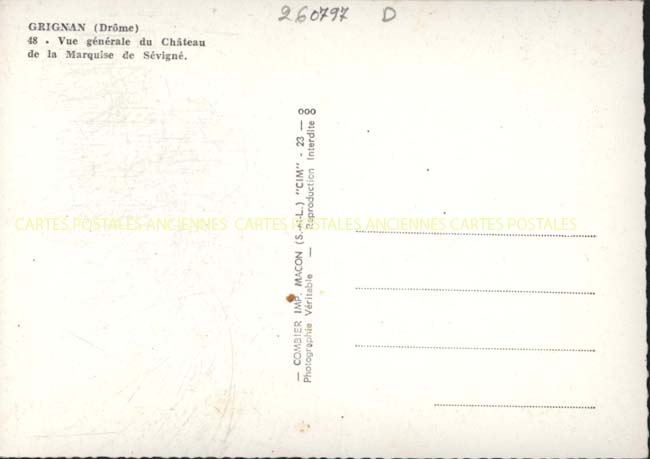 260797 D
GRIGNAN (Drôme)
48 - Vue générale du Château
de la Marquise de Sévigné.
— COMBIER IMP. MACON (S.-&-L.) "CIM" - 23 — ooo
Photographie Véritable — Reproduction Interdite
CARTES POSTALES ANCIENNES CARTES POSTALES ANCIENNES CARTES POSTALES